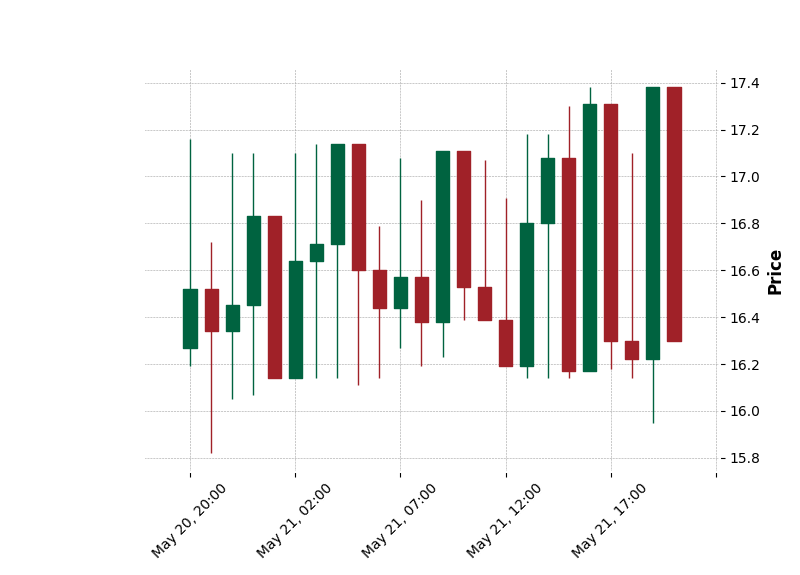 17.4
17.2
17.0
16.8
16.6
16.4
16.2
16.0
15.8
Price
May 20, 20:00
May 21, 02:00
May 21, 07:00
May 21, 12:00
May 21, 17:00